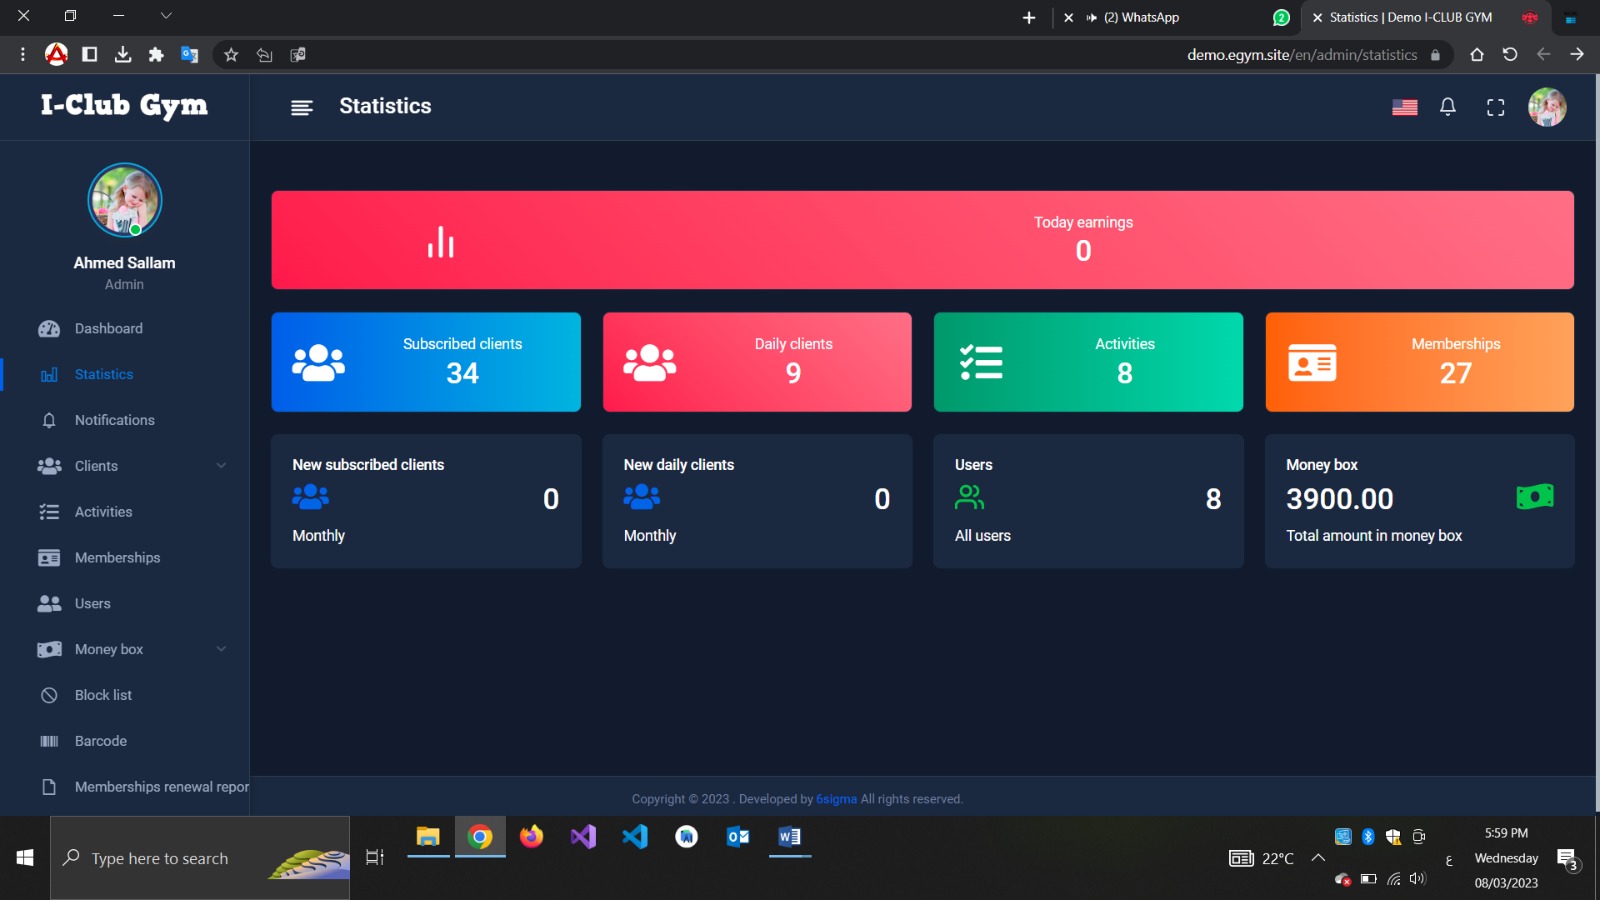 (2) WhatsApp
2
Statistics | Demo I-CLUB GYM
demo.egym.site/en/admin/statistics
I-Club Gym
Statistics
Ahmed Sallam
Admin
Dashboard
Statistics
Notifications
Clients
Activities
Memberships
Users
Money box
Block list
Barcode
Memberships renewal repor
Today earnings
0
Subscribed clients
34
Daily clients
9
Activities
8
Memberships
27
New subscribed clients
0
Monthly
New daily clients
0
Monthly
Users
8
All users
Money box
3900.00
Total amount in money box
Copyright © 2023 . Developed by 6sigma All rights reserved.
Type here to search
22°C
ع
5:59 PM
Wednesday
08/03/2023
3